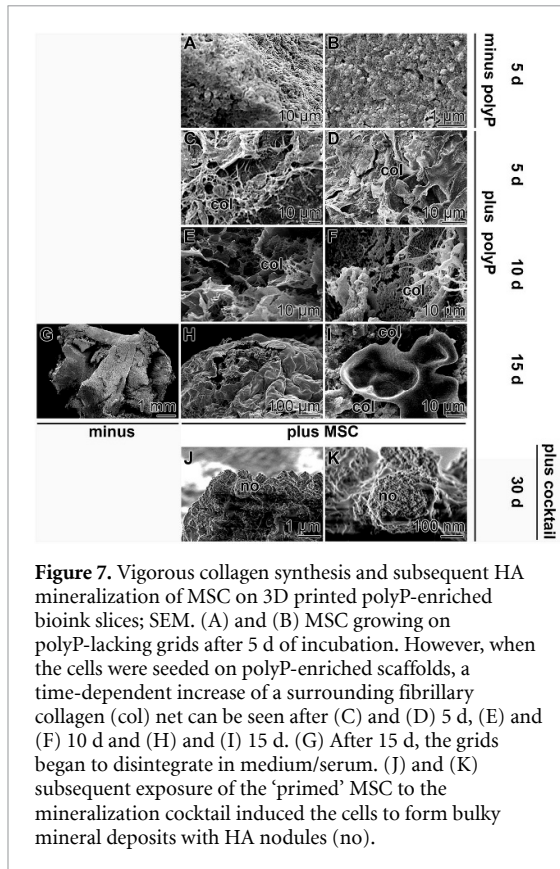 A
B
10 µm
1 µm
5 d
minus polyP
C
D
col
col
10 µm
10 µm
5 d
E
F
col
col
10 µm
10 µm
10 d
plus polyP
G
H
I
col
col
1 mm
100 µm
10 µm
15 d
minus
plus MSC
J
K
no
no
1 µm
100 nm
30 d
plus cocktail
Figure 7. Vigorous collagen synthesis and subsequent HA
mineralization of MSC on 3D printed polyP-enriched
bioink slices; SEM. (A) and (B) MSC growing on
polyP-lacking grids after 5 d of incubation. However, when
the cells were seeded on polyP-enriched scaffolds, a
time-dependent increase of a surrounding fibrillary
collagen (col) net can be seen after (C) and (D) 5 d, (E) and
(F) 10 d and (H) and (I) 15 d. (G) After 15 d, the grids
began to disintegrate in medium/serum. (J) and (K)
subsequent exposure of the ‘primed’ MSC to the
mineralization cocktail induced the cells to form bulky
mineral deposits with HA nodules (no).